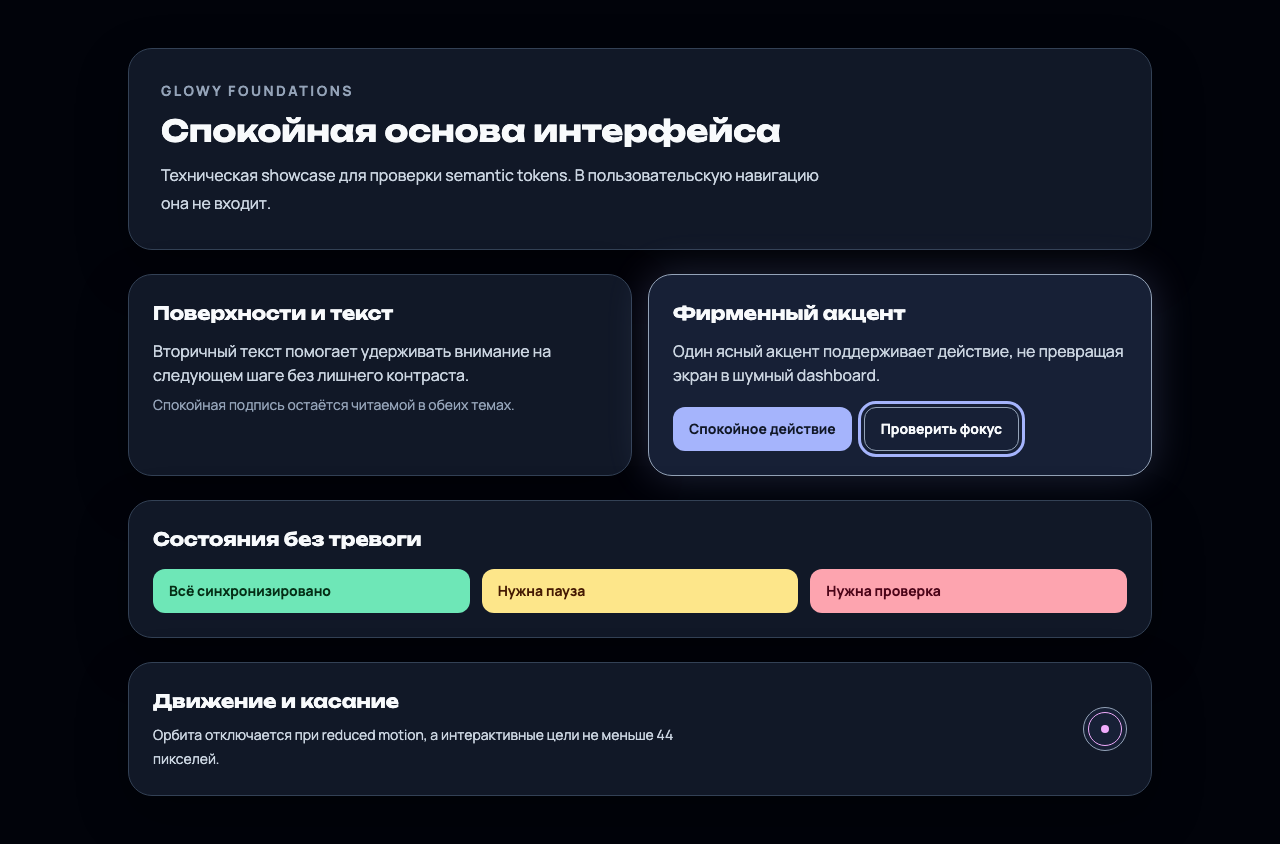 GLOWY FOUNDATIONS
Спокойная основа интерфейса
Техническая showcase для проверки semantic tokens. В пользовательскую навигацию
она не входит.
Поверхности и текст
Вторичный текст помогает удерживать внимание на
следующем шаге без лишнего контраста.
Спокойная подпись остаётся читаемой в обеих темах.
Фирменный акцент
Один ясный акцент поддерживает действие, не превращая
экран в шумный dashboard.
Спокойное действие
Проверить фокус
Состояния без тревоги
Всё синхронизировано
Нужна пауза
Нужна проверка
Движение и касание
Орбита отключается при reduced motion, а интерактивные цели не меньше 44
пикселей.